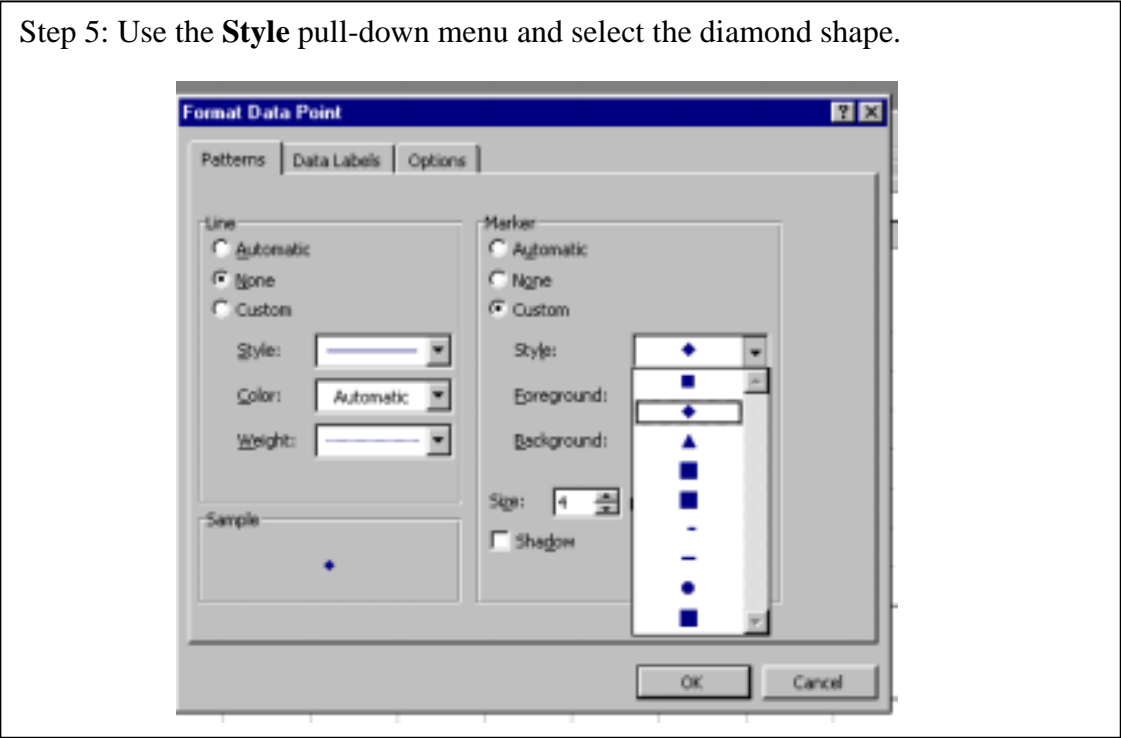 Step 5: Use the Style pull-down menu and select the diamond shape.
Format Data Point
Patterns Data Labels Options
Line
Automatic
None
Custom
Style:
Color: Automatic
Weight:
Sample
Marker
Automatic
None
Custom
Style:
Foreground:
Background:
Size: 4
Shadow
OK Cancel